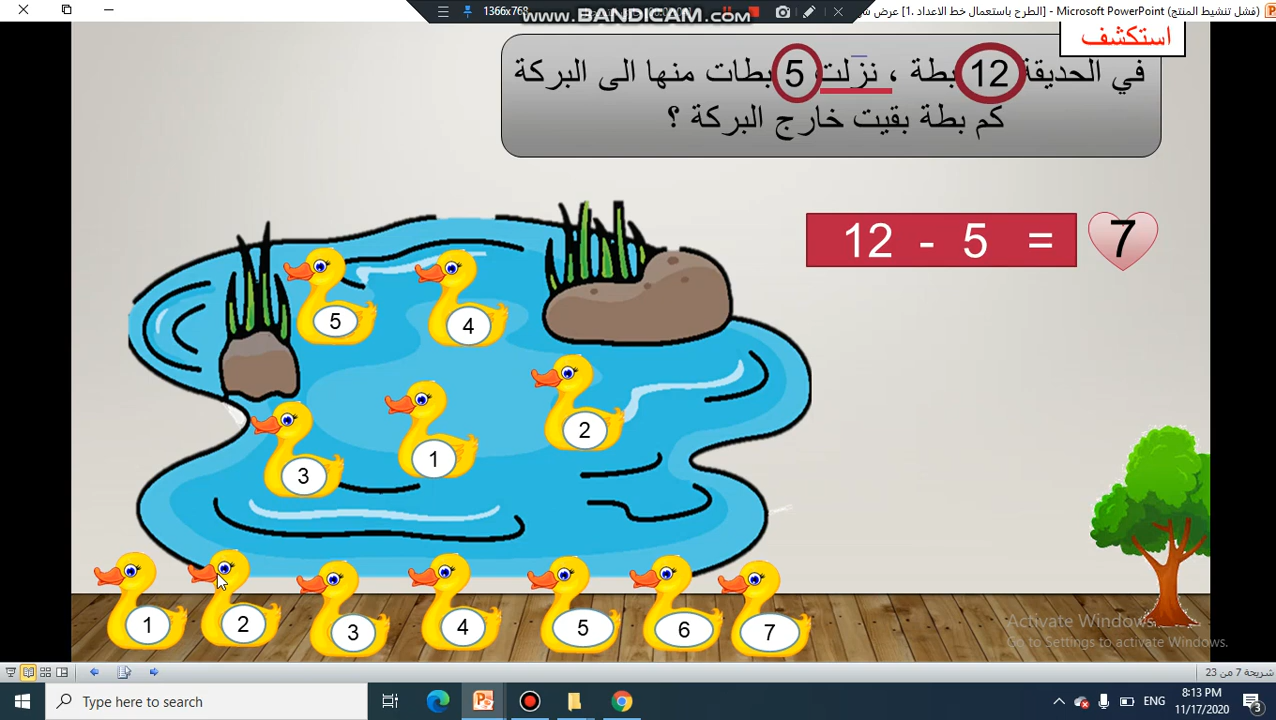 1366x768
www.BANDICAM.com
[الطرح باستعمال خط الاعداد .1] عرض
Microsoft PowerPoint (فشل تنشيط المنتج)
استكشف
في الحديقة 12 بطة ، نزلت 5 بطات منها الى البركة
كم بطة بقيت خارج البركة ؟
12 - 5 = 7
5
4
2
1
3
1
2
3
4
5
6
7
Activate Windows
Go to Settings to activate Windows.
شريحة 7 من 23
Type here to search
ENG
8:13 PM
11/17/2020
3